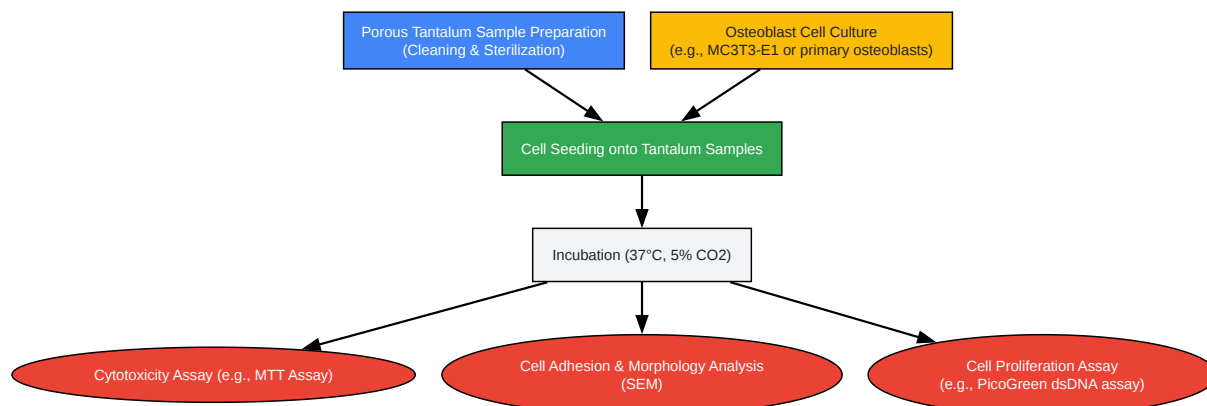 Porous Tantalum Sample Preparation
(Cleaning & Sterilization)
Osteoblast Cell Culture
(e.g., MC3T3-E1 or primary osteoblasts)
Cell Seeding onto Tantalum Samples
Incubation (37°C, 5% CO2)
Cytotoxicity Assay (e.g., MTT Assay)
Cell Adhesion & Morphology Analysis
(SEM)
Cell Proliferation Assay
(e.g., PicoGreen dsDNA assay)